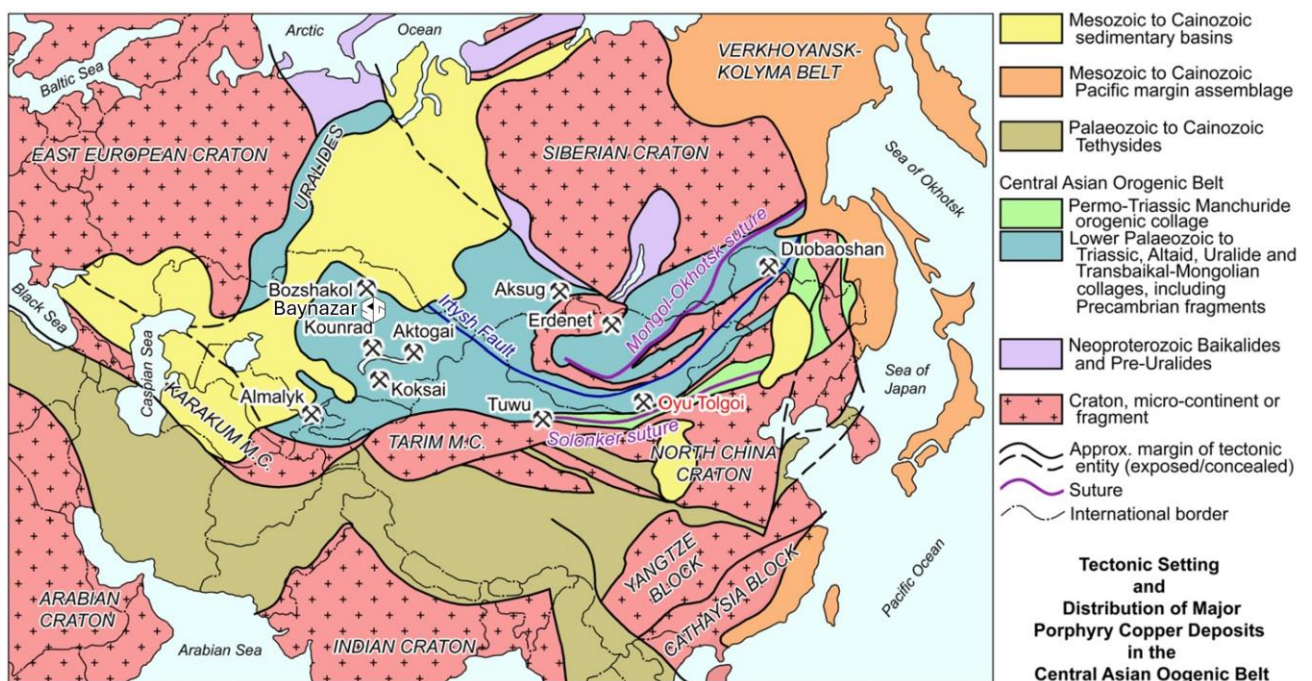 Arctic
Ocean
Baltic Sea
VERKHOYANSK-
KOLYMA BELT
EAST EUROPEAN CRATON
URALIDES
SIBERIAN CRATON
Sea of Okhotsk
Mongol-Okhotsk suture
Duobaoshan
Black Sea
Bozshakol
Baynazar
Kounrad
Aktogai
Irtysh Fault
Aksug
Erdenet
Caspian Sea
Koksai
Almalyk
KARAKUM M.C.
Tuwu
Oyu Tolgoi
Solonker suture
TARIM M.C.
NORTH CHINA
CRATON
Sea of
Japan
YANGTZE
BLOCK
CATHAYSIA BLOCK
Pacific Ocean
ARABIAN
CRATON
Arabian Sea
INDIAN CRATON
Mesozoic to Cainozoic
sedimentary basins
Mesozoic to Cainozoic
Pacific margin assemblage
Palaeozoic to Cainozoic
Tethysides
Central Asian Orogenic Belt
Permo-Triassic Manchuride
orogenic collage
Lower Palaeozoic to
Triassic, Altaid, Uralide and
Transbaikal-Mongolian
collages, including
Precambrian fragments
Neoproterozoic Baikalides
and Pre-Uralides
Craton, micro-continent or
fragment
Approx. margin of tectonic
entity (exposed/concealed)
Suture
International border
Tectonic Setting
and
Distribution of Major
Porphyry Copper Deposits
in the
Central Asian Oogenic Belt